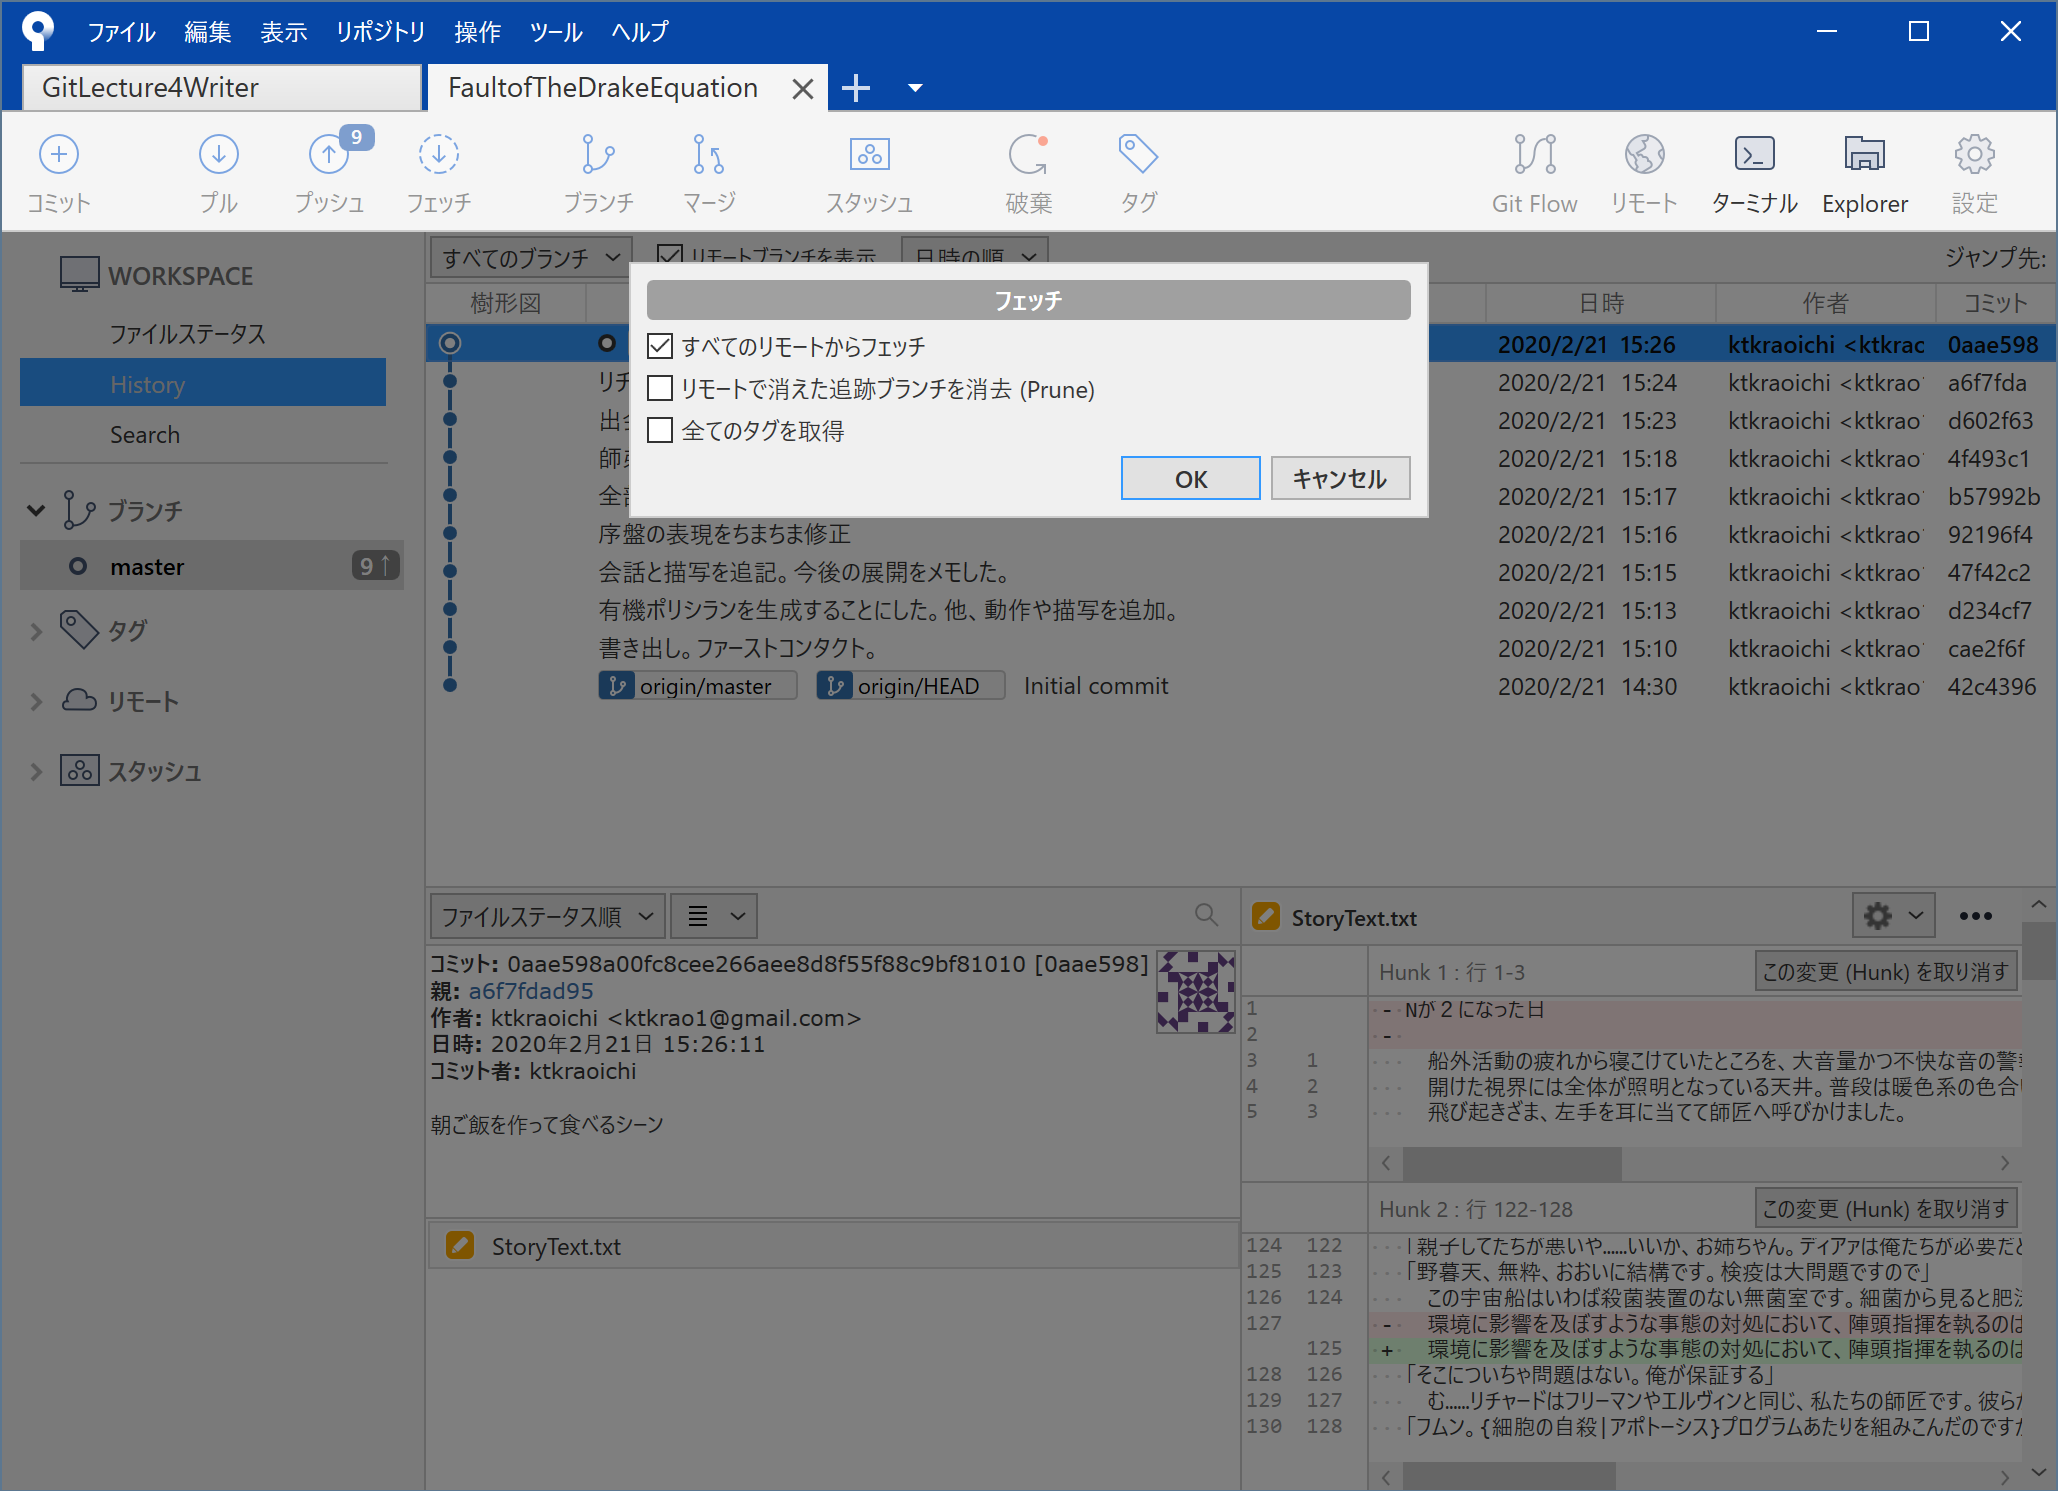 ファイル 編集 表示 リポジトリ 操作 ツール ヘルプ
GitLecture4Writer FaultofTheDrakeEquation
9
コミット プル プッシュ フェッチ ブランチ マージ スタッシュ 破棄 タグ Git Flow リモート ターミナル Explorer 設定
WORKSPACE
ファイルステータス
History
Search
ブランチ
master 9↑
タグ
リモート
スタッシュ
すべてのブランチ リモートブランチを表示 日時の順 ジャンプ先:
樹形図 日時 作者 コミット
フェッチ
すべてのリモートからフェッチ
リモートで消えた追跡ブランチを消去 (Prune)
全てのタグを取得
OK キャンセル
2020/2/21 15:26 ktkraoichi <ktkrao 0aae598
リチ 2020/2/21 15:24 ktkraoichi <ktkrao a6f7fda
出会 2020/2/21 15:23 ktkraoichi <ktkrao d602f63
師 2020/2/21 15:18 ktkraoichi <ktkrao 4f493c1
全部 2020/2/21 15:17 ktkraoichi <ktkrao b57992b
序盤の表現をちまちま修正 2020/2/21 15:16 ktkraoichi <ktkrao 92196f4
会話と描写を追記。今後の展開をメモした。 2020/2/21 15:15 ktkraoichi <ktkrao 47f42c2
有機ポリシランを生成することにした。他、動作や描写を追加。 2020/2/21 15:13 ktkraoichi <ktkrao d234cf7
書き出し。ファーストコンタクト。 2020/2/21 15:10 ktkraoichi <ktkrao cae2f6f
origin/master origin/HEAD Initial commit 2020/2/21 14:30 ktkraoichi <ktkrao 42c4396
ファイルステータス順
コミット: 0aae598a00fc8cee266aee8d8f55f88c9bf81010 [0aae598]
親: a6f7fdad95
作者: ktkraoichi <ktkrao1@gmail.com>
日時: 2020年2月21日 15:26:11
コミット者: ktkraoichi
朝ご飯を作って食べるシーン
StoryText.txt
StoryText.txt
Hunk 1 : 行 1-3 この変更 (Hunk) を取り消す
1 - Nが２になった日
2 -
3 1 船外活動の疲れから寝こけていたところを、大音量かつ不快な音の警
4 2 開けた視界には全体が照明となっている天井。普段は暖色系の色合い
5 3 飛び起きざま、左手を耳に当てて師匠へ呼びかけました。
Hunk 2 : 行 122-128 この変更 (Hunk) を取り消す
124 122 「親子してたちが悪いや……いいか、お姉ちゃん。ディアァは俺たちが必要だと
125 123 「野暮天、無粋、おおいに結構です。検疫は大問題ですので」
126 124 この宇宙船はいわば殺菌装置のない無菌室です。細菌から見ると肥沃
127 - 環境に影響を及ぼすような事態の対処において、陣頭指揮を執るのは
125 + 環境に影響を及ぼすような事態の対処において、陣頭指揮を執るのは
128 126 「そこについちゃ問題はない。俺が保証する」
129 127 む……リチャードはフリーマンやエルヴィンと同じ、私たちの師匠です。彼らか
130 128 「フムン。{細胞の自殺|アポトーシス}プログラムあたりを組みこんだのですか